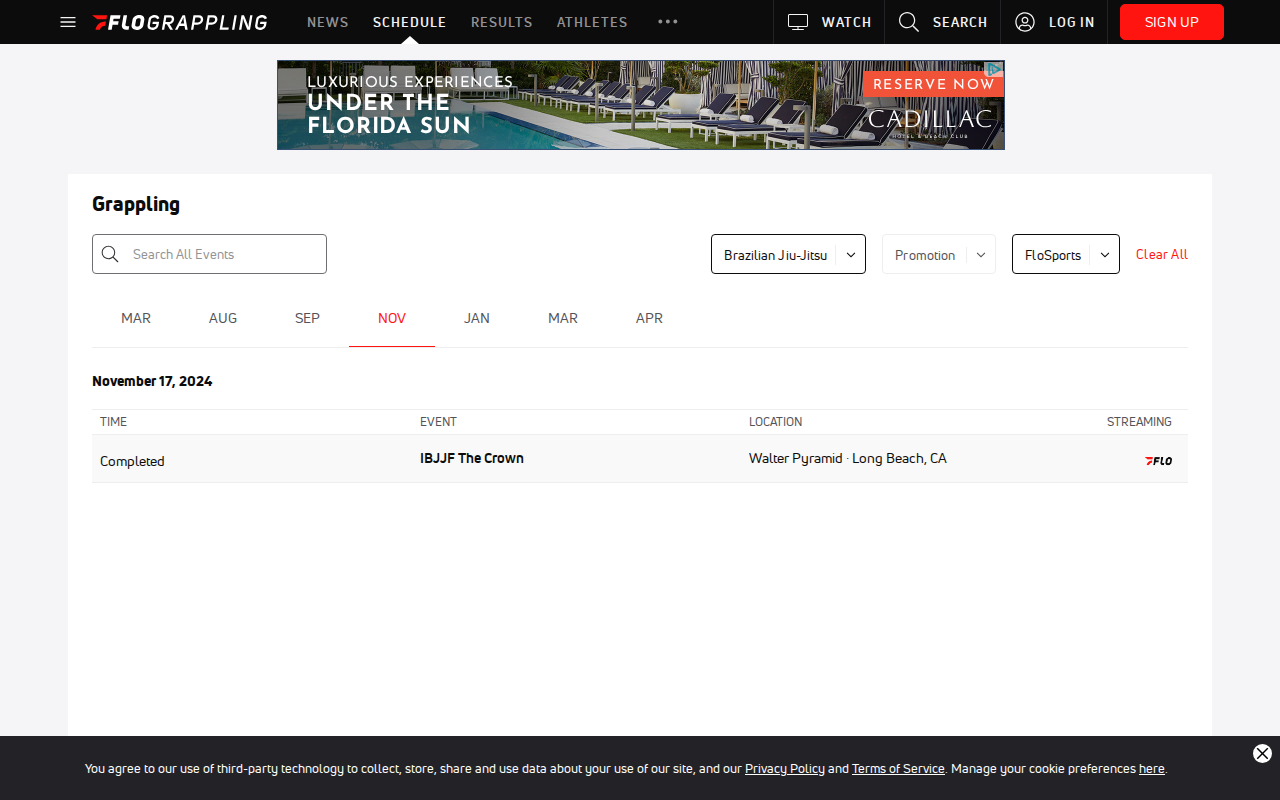 FLOGRAPPLING NEWS SCHEDULE RESULTS ATHLETES WATCH SEARCH LOG IN SIGN UP
LUXURIOUS EXPERIENCES
UNDER THE
FLORIDA SUN
RESERVE NOW
CADILLAC
HOTEL & BEACH CLUB
Grappling
Search All Events Brazilian Jiu-Jitsu Promotion FloSports Clear All
MAR AUG SEP NOV JAN MAR APR
November 17, 2024
TIME EVENT LOCATION STREAMING
Completed IBJJF The Crown Walter Pyramid · Long Beach, CA FLO
You agree to our use of third-party technology to collect, store, share and use data about your use of our site, and our Privacy Policy and Terms of Service. Manage your cookie preferences here.